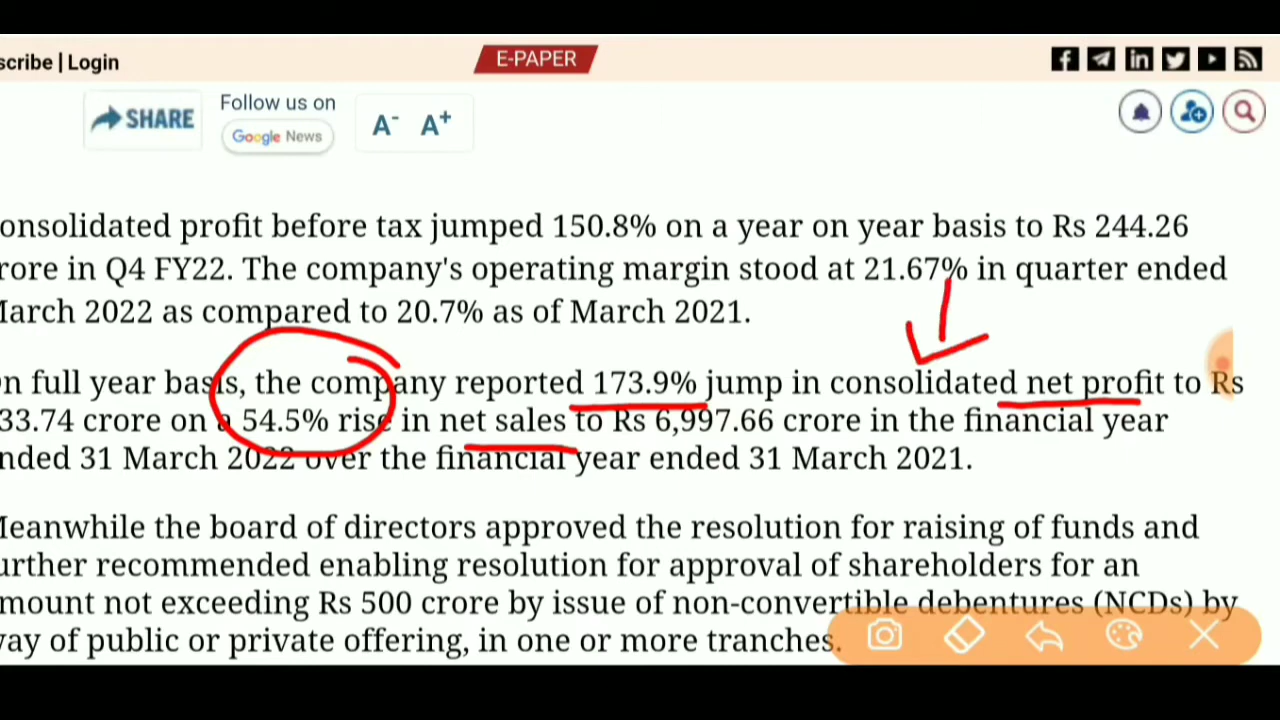 scribe | Login
E-PAPER
SHARE
Follow us on
Google News
A- A+
onsolidated profit before tax jumped 150.8% on a year on year basis to Rs 244.26
rore in Q4 FY22. The company's operating margin stood at 21.67% in quarter ended
Iarch 2022 as compared to 20.7% as of March 2021.
n full year basis, the company reported 173.9% jump in consolidated net profit to Rs
33.74 crore on a 54.5% rise in net sales to Rs 6,997.66 crore in the financial year
nded 31 March 2022 over the financial year ended 31 March 2021.
Ieanwhile the board of directors approved the resolution for raising of funds and
urther recommended enabling resolution for approval of shareholders for an
mount not exceeding Rs 500 crore by issue of non-convertible debentures (NCDs) by
ay of public or private offering, in one or more tranches.